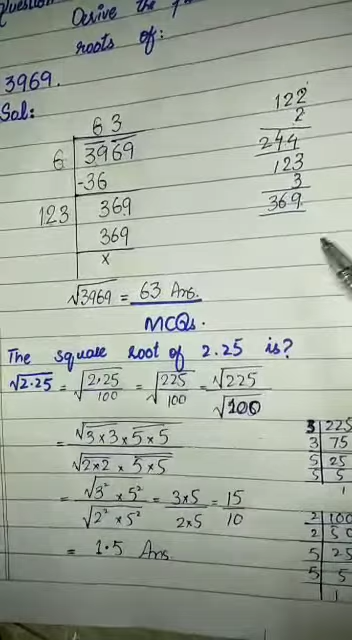 Question
Derive the
roots of:
3969.
Sol:
6 3
6 3969
-36
123 369
369
x
122
2
244
123
3
369
√3969 = 63 Ans.
MCQs.
The square root of 2.25 is?
√2.25 = √2.25/100 = √225/100 = √225/√100
= √3×3×5×5/√2×2×5×5
= √3²×5²/√2²×5² = 3×5/2×5 = 15/10
= 1.5 Ans.
3 225
3 75
5 25
5 5
1
2 100
2 50
5 25
5 5
1